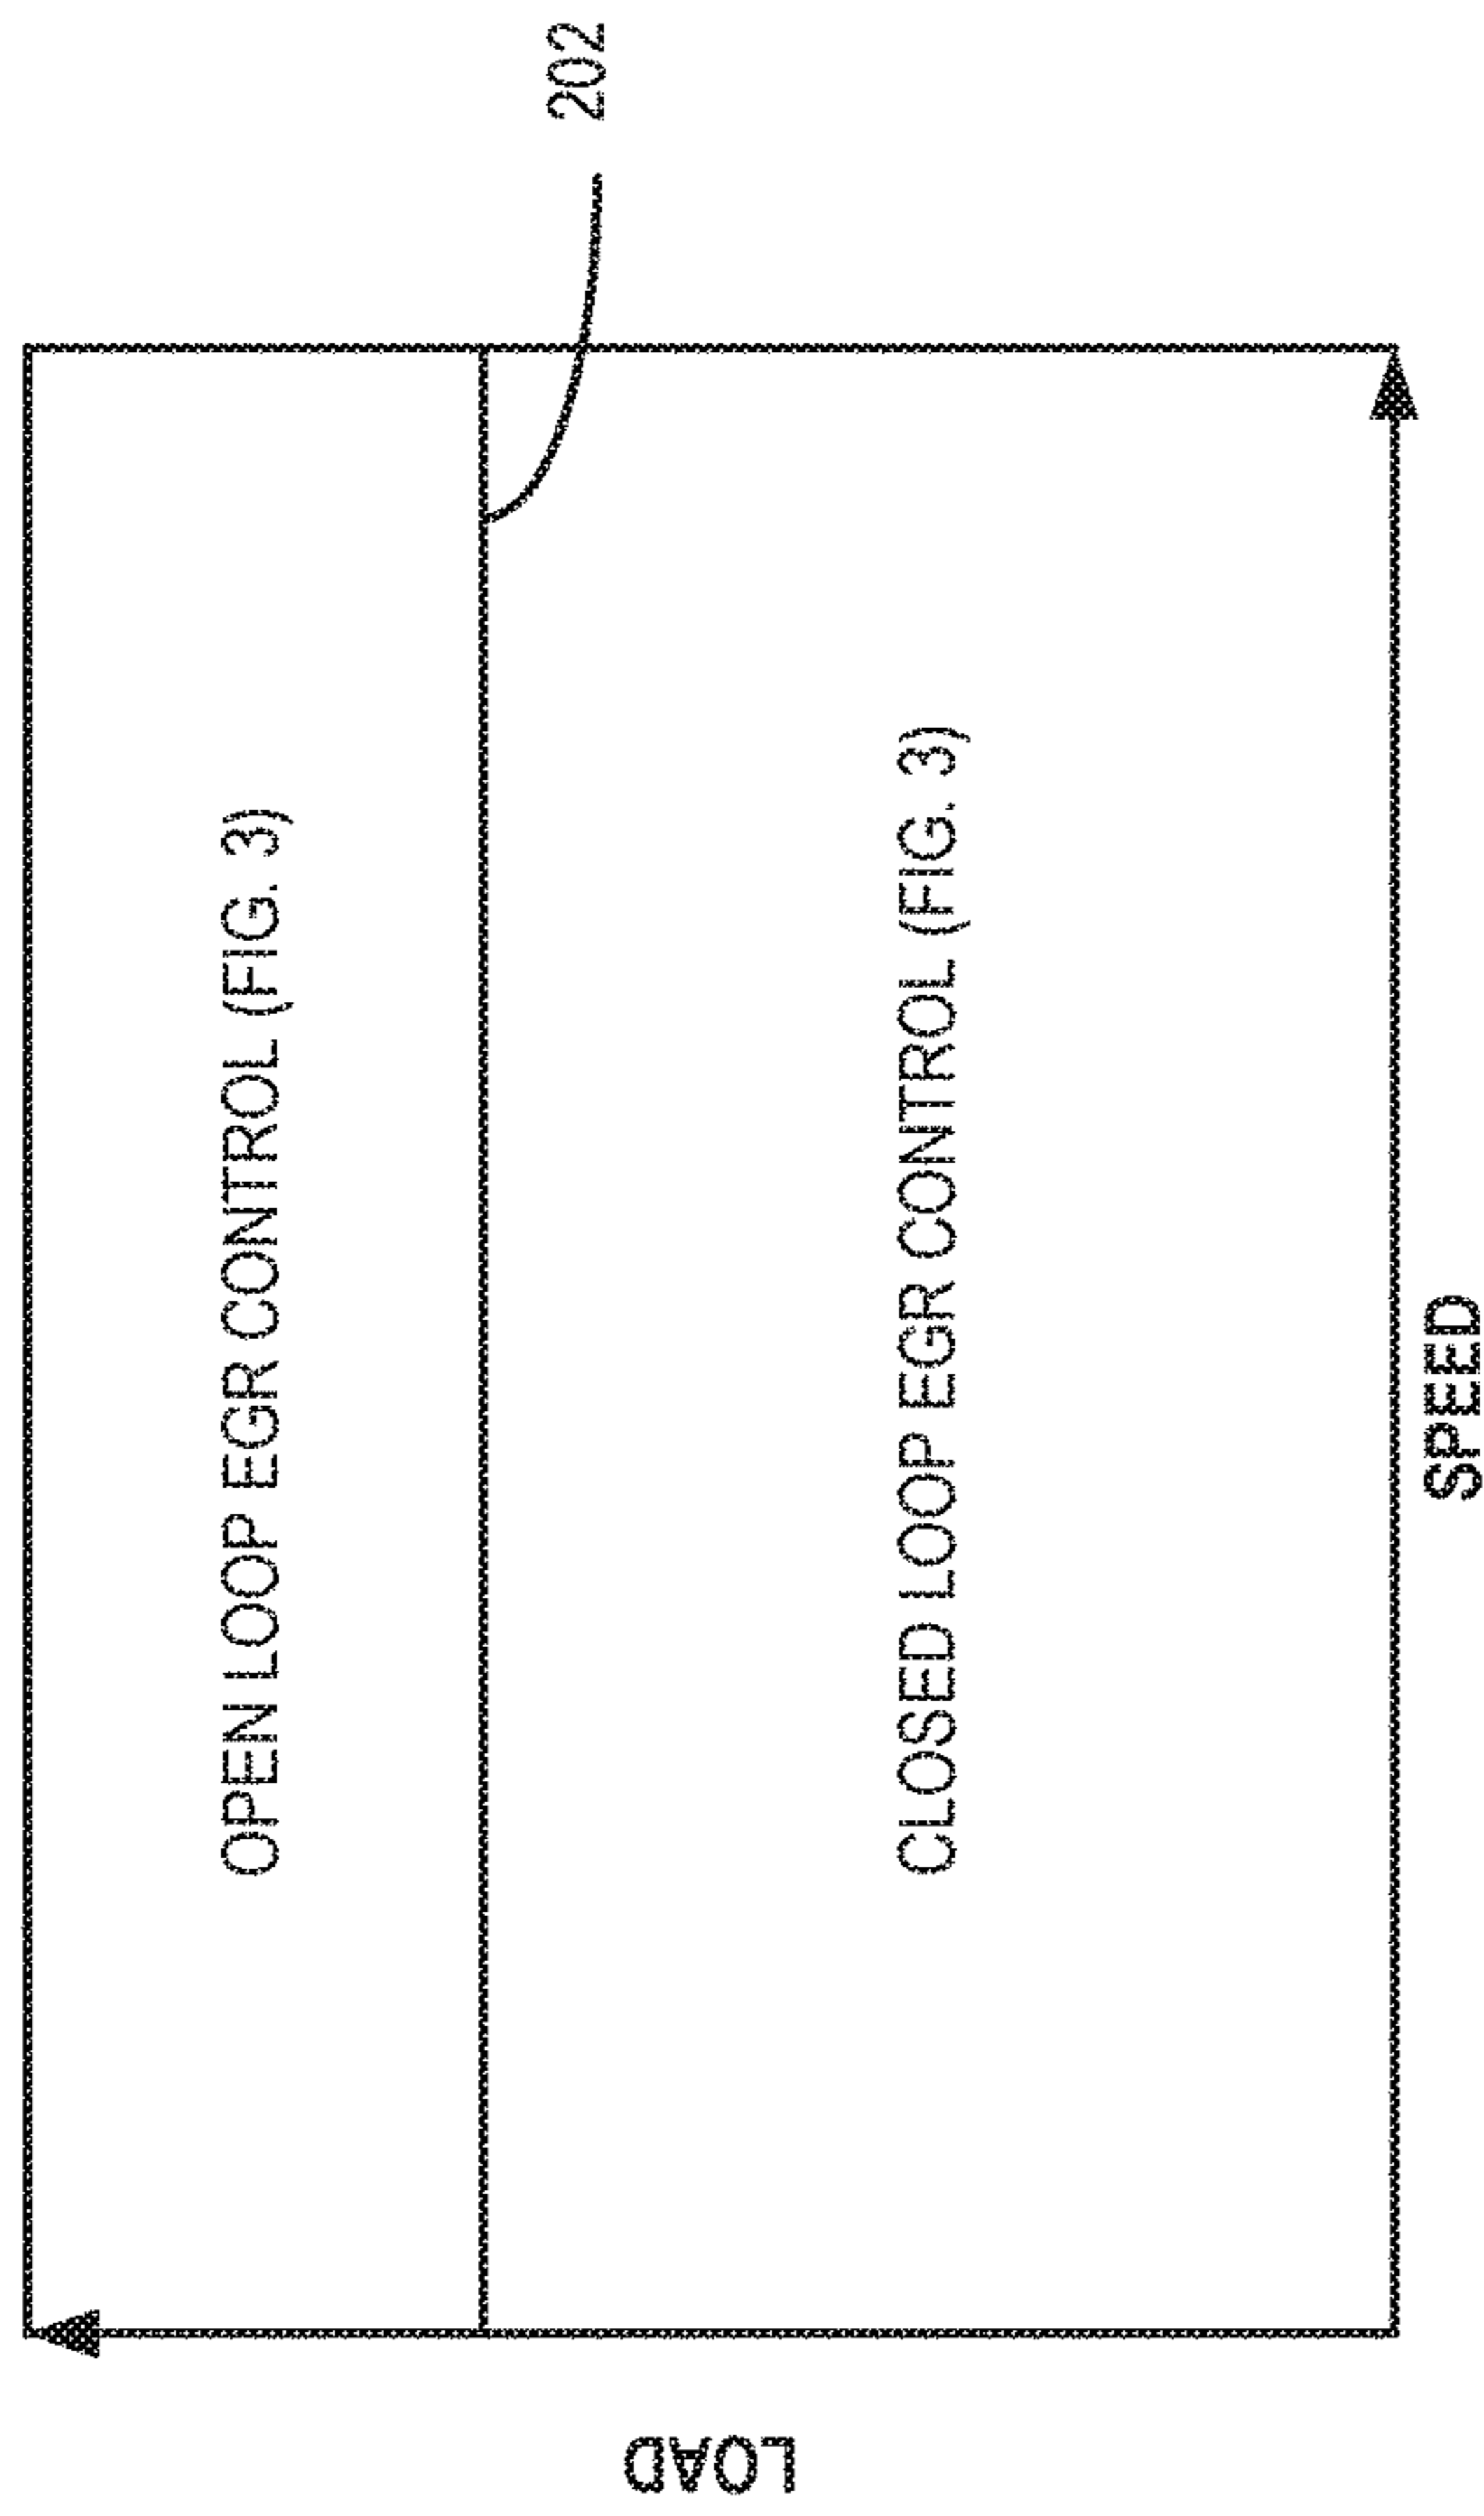 OPEN LOOP EGR CONTROL (FIG. 3)
202
CLOSED LOOP EGR CONTROL (FIG. 3)
LOAD
SPEED